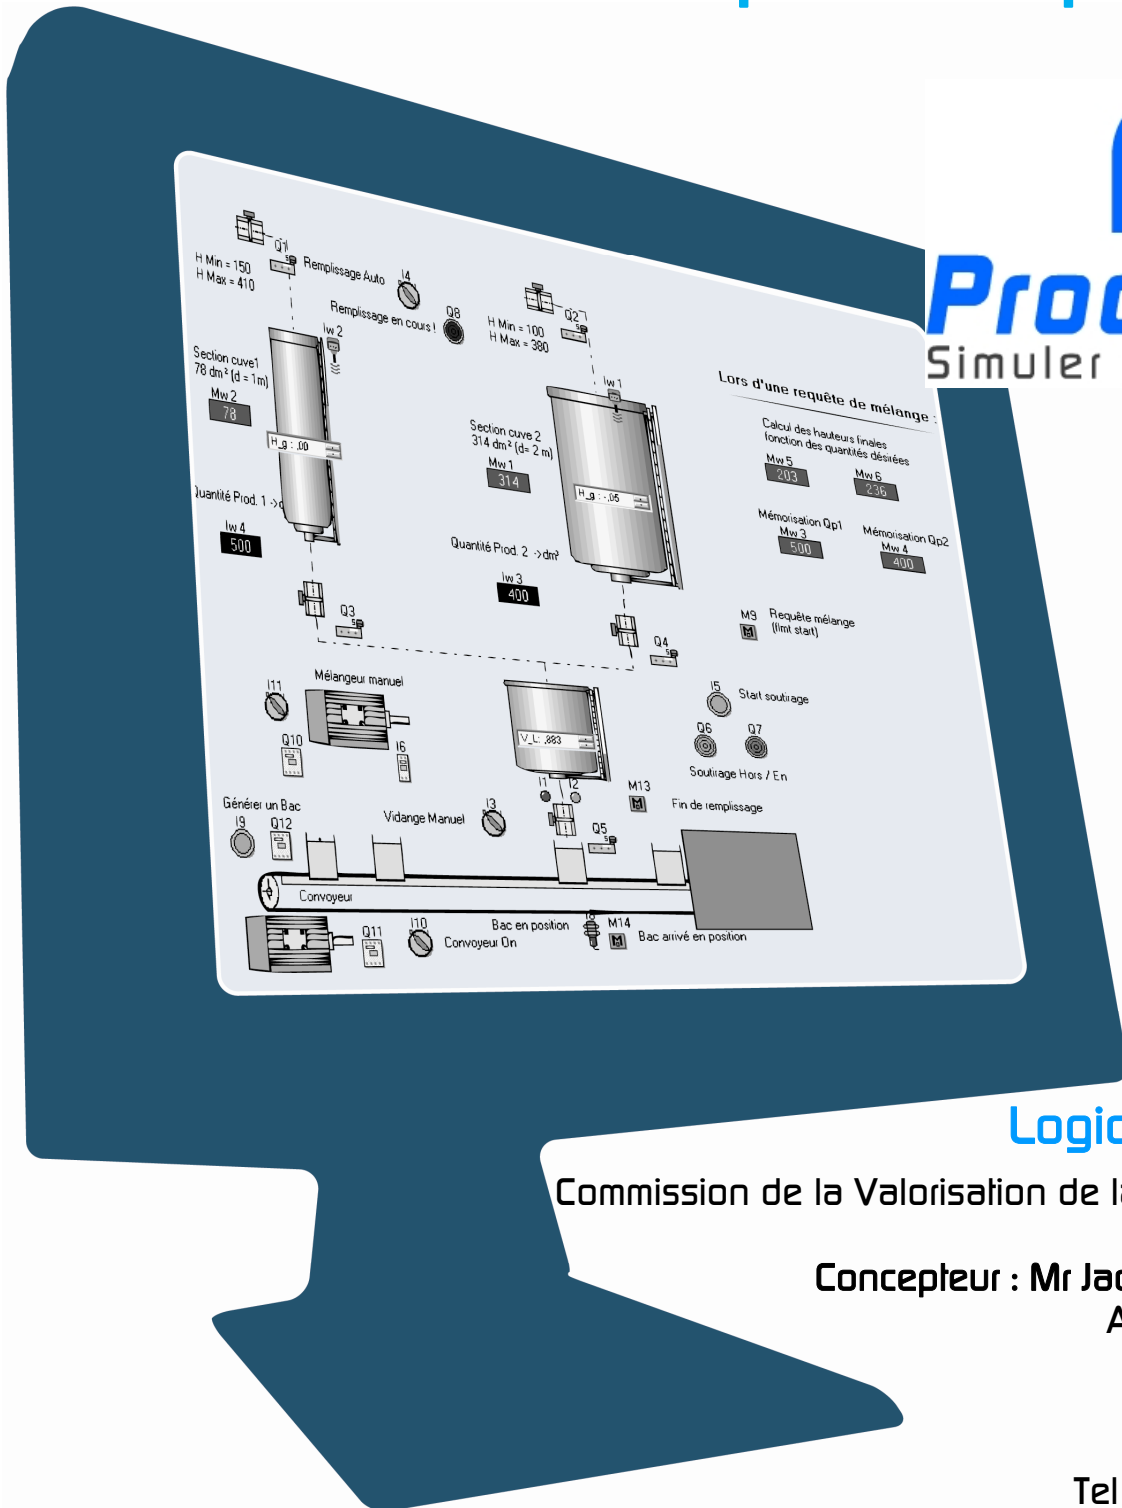 Q1
H Min = 150
H Max = 410
Remplissage Auto
I4
Remplissage en cours !
Q8
Iw 2
Section cuve1
78 dm² (d = 1m)
Mw 2
78
H_g : ,00
Quantité Prod. 1 ->
Iw 4
500
Q3
Q2
H Min = 100
H Max = 380
Iw 1
Section cuve 2
314 dm² (d= 2 m)
Mw 1
314
H_g : -,05
Quantité Prod. 2 ->dm³
Iw 3
400
Q4
Lors d'une requête de mélange :
Calcul des hauteurs finales
fonction des quantités désirées
Mw 5
203
Mw 6
236
Mémorisation Qp1
Mw 3
500
Mémorisation Qp2
Mw 4
400
M9
Requête mélange
(flmt start)
I11
Mélangeur manuel
Q10
I6
V_L: ,883
I1
I2
I5
Start soutirage
Q6
Q7
Soutirage Hors / En
M13
Fin de remplissage
Générer un Bac
I9
Q12
Vidange Manuel
I3
Q5
Convoyeur
Q11
I10
Convoyeur On
Bac en position
M14
Bac arrivé en position
Simuler
Commission de la Valorisation de
Concepteur : Mr
Tel